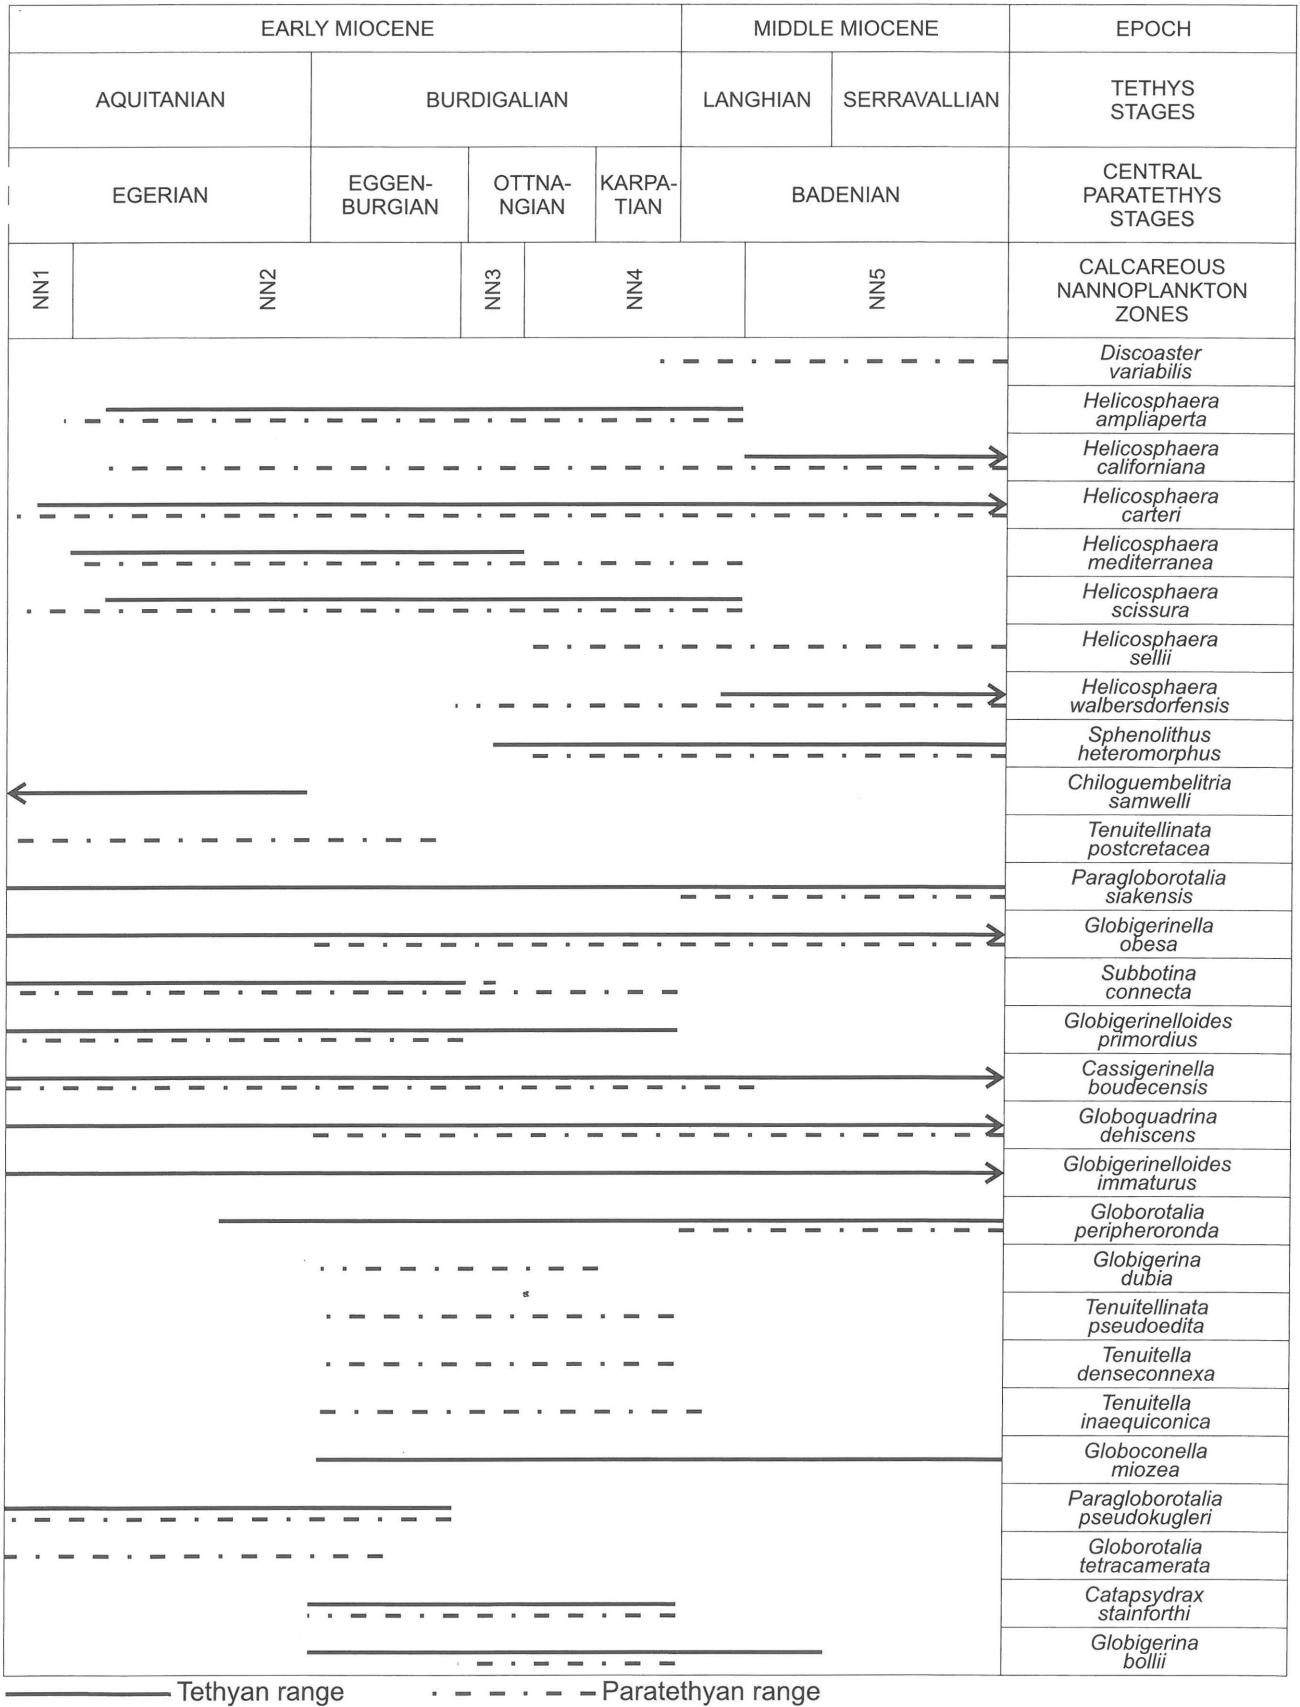 EARLY MIOCENE
MIDDLE MIOCENE
EPOCH
AQUITANIAN
BURDIGALIAN
LANGHIAN
SERRAVALLIAN
TETHYS
STAGES
EGERIAN
EGGEN-
BURGIAN
OTTNA-
NGIAN
KARPA-
TIAN
BADENIAN
CENTRAL
PARATETHYS
STAGES
NN1
NN2
NN3
NN4
NN5
CALCAREOUS
NANNOPLANKTON
ZONES
Discoaster
variabilis
Helicosphaera
ampliaperta
Helicosphaera
californiana
Helicosphaera
carteri
Helicosphaera
mediterranea
Helicosphaera
scissura
Helicosphaera
sellii
Helicosphaera
walbersdorfensis
Sphenolithus
heteromorphus
Chiloguembelitria
samwelli
Tenuitellinata
postcretacea
Paragloborotalia
siakensis
Globigerinella
obesa
Subbotina
connecta
Globigerinelloides
primordius
Cassigerinella
boudecensis
Globoquadrina
dehiscens
Globigerinelloides
immaturus
Globorotalia
peripheroronda
Globigerina
dubia
Tenuitellinata
pseudoedita
Tenuitella
denseconnexa
Tenuitella
inaequiconica
Globoconella
miozea
Paragloborotalia
pseudokugleri
Globorotalia
tetracamerata
Catapsydrax
stainforthi
Globigerina
bollii
Tethyan range
Paratethyan range